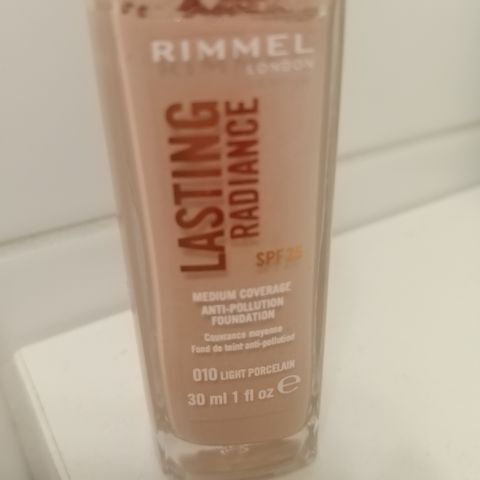 RIMMEL
LONDON
LASTING
RADIANCE
SPF 25
MEDIUM COVERAGE
ANTI-POLLUTION
FOUNDATION
Couvrance moyenne
Fond de teint anti-pollution
010 LIGHT PORCELAIN
30 ml 1 fl oz ℮